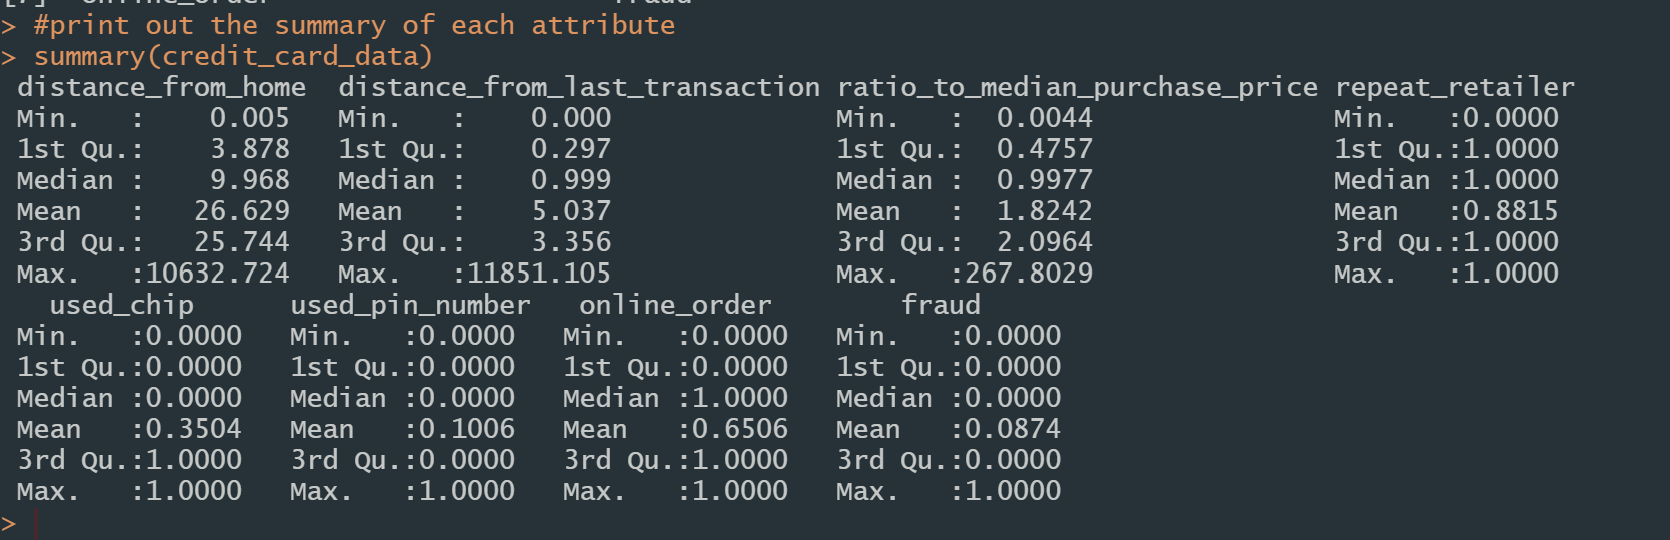 [7] "online_order" "fraud"
> #print out the summary of each attribute
> summary(credit_card_data)
distance_from_home distance_from_last_transaction ratio_to_median_purchase_price repeat_retailer
Min.   :    0.005 Min.   :    0.000 Min.   :  0.0044 Min.   :0.0000
1st Qu.:    3.878 1st Qu.:    0.297 1st Qu.:  0.4757 1st Qu.:1.0000
Median :    9.968 Median :    0.999 Median :  0.9977 Median :1.0000
Mean   :   26.629 Mean   :    5.037 Mean   :  1.8242 Mean   :0.8815
3rd Qu.:   25.744 3rd Qu.:    3.356 3rd Qu.:  2.0964 3rd Qu.:1.0000
Max.   :10632.724 Max.   :11851.105 Max.   :267.8029 Max.   :1.0000
used_chip used_pin_number online_order fraud
Min.   :0.0000 Min.   :0.0000 Min.   :0.0000 Min.   :0.0000
1st Qu.:0.0000 1st Qu.:0.0000 1st Qu.:0.0000 1st Qu.:0.0000
Median :0.0000 Median :0.0000 Median :1.0000 Median :0.0000
Mean   :0.3504 Mean   :0.1006 Mean   :0.6506 Mean   :0.0874
3rd Qu.:1.0000 3rd Qu.:0.0000 3rd Qu.:1.0000 3rd Qu.:0.0000
Max.   :1.0000 Max.   :1.0000 Max.   :1.0000 Max.   :1.0000
>